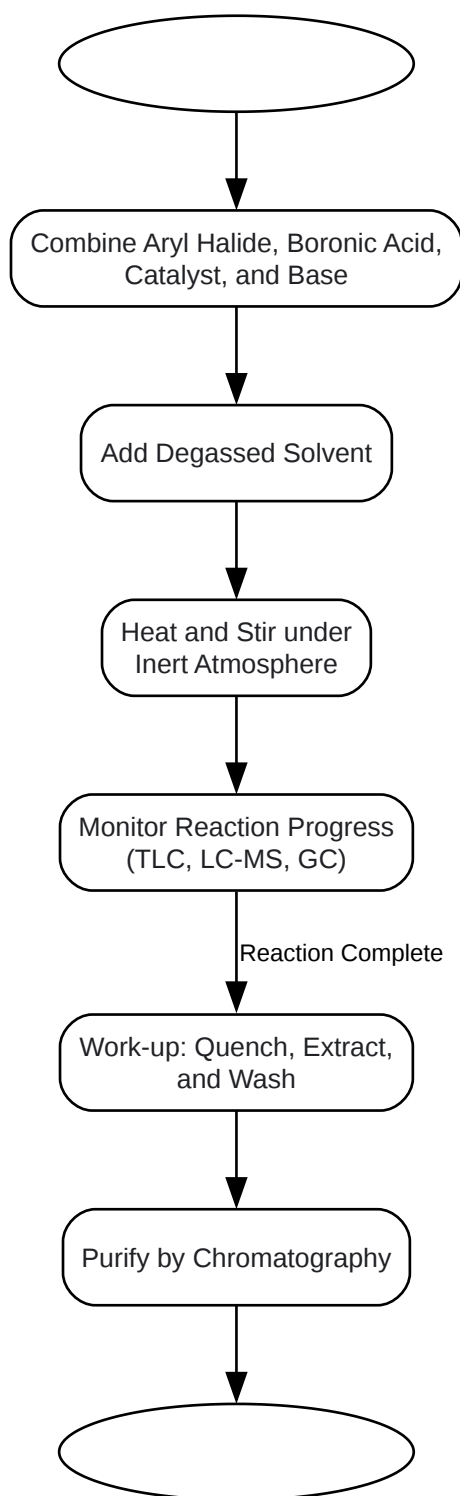 Combine Aryl Halide, Boronic Acid,
Catalyst, and Base
Add Degassed Solvent
Heat and Stir under
Inert Atmosphere
Monitor Reaction Progress
(TLC, LC-MS, GC)
Reaction Complete
Work-up: Quench, Extract,
and Wash
Purify by Chromatography